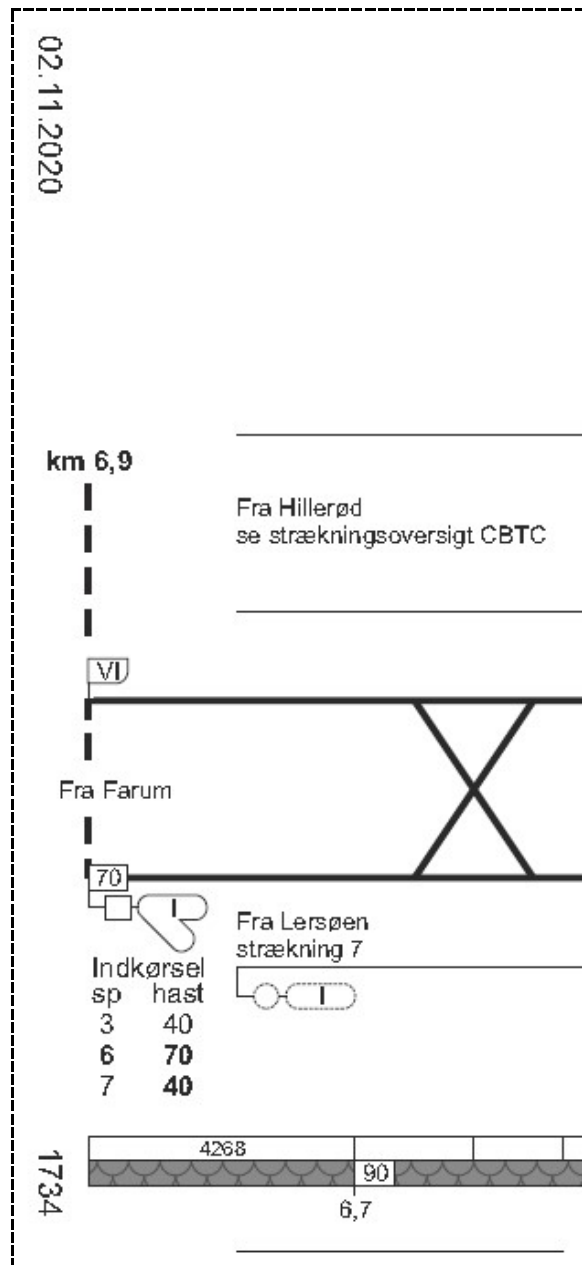 02.11.2020
km 6,9
Fra Hillerød
se strækningsoversigt CBTC
VI
Fra Farum
70
I
Fra Lersøen
strækning 7
Indkørsel
sp hast
I
3 40
6 70
7 40
4268
90
6,7
1734